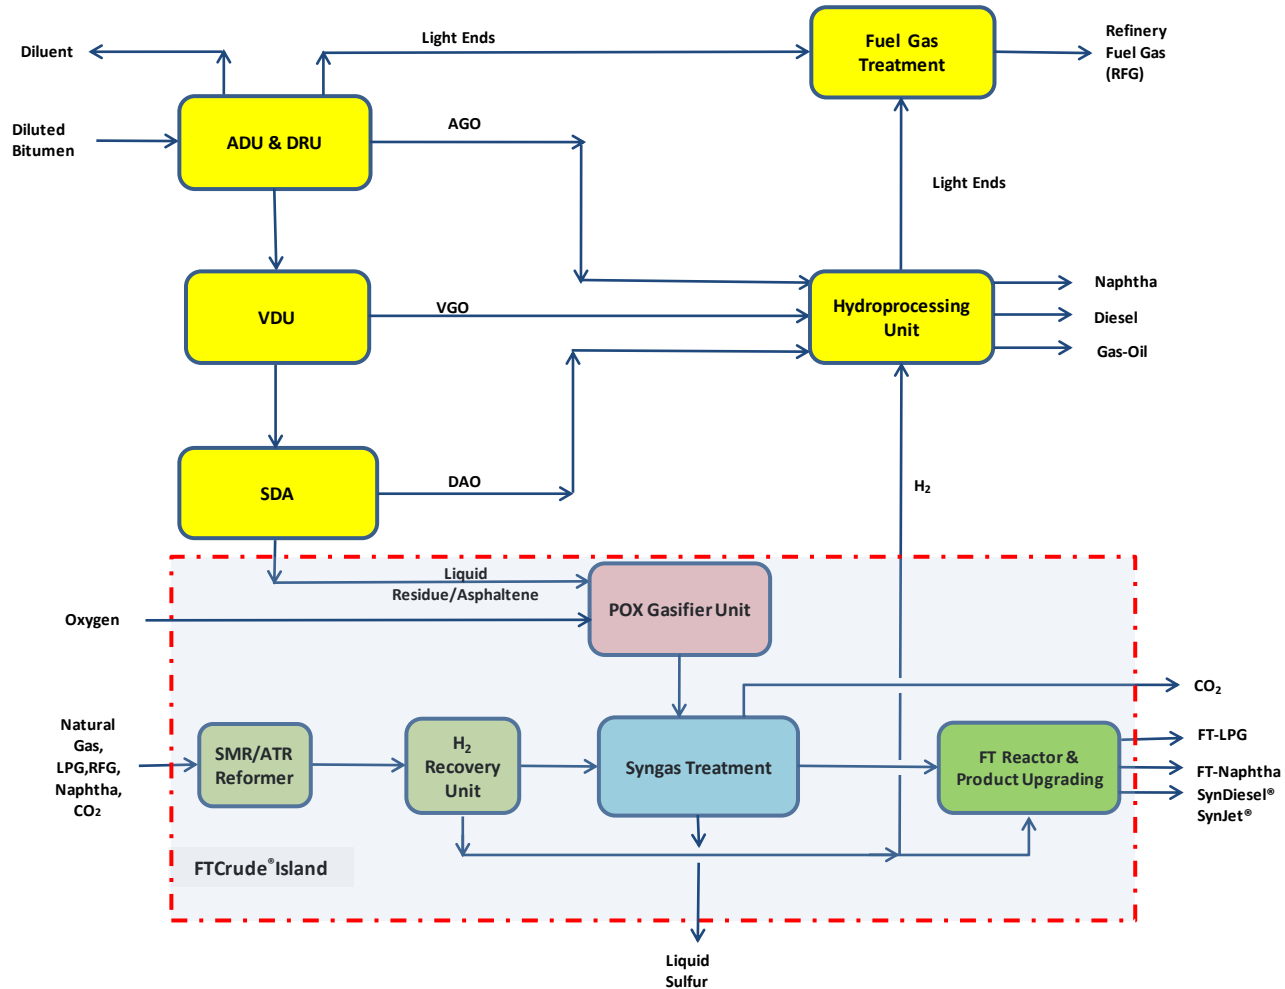 Diluent
Light Ends
Fuel Gas
Treatment
Refinery
Fuel Gas
(RFG)
Diluted
Bitumen
ADU & DRU
AGO
Light Ends
VDU
VGO
Hydroprocessing
Unit
Naphtha
Diesel
Gas-Oil
SDA
DAO
H₂
Liquid
Residue/Asphaltene
POX Gasifier Unit
Oxygen
CO₂
Natural
Gas,
LPG,RFG,
Naphtha,
CO₂
SMR/ATR
Reformer
H₂
Recovery
Unit
Syngas Treatment
FT Reactor &
Product Upgrading
FT-LPG
FT-Naphtha
SynDiesel®
SynJet®
FTCrude®Island
Liquid
Sulfur